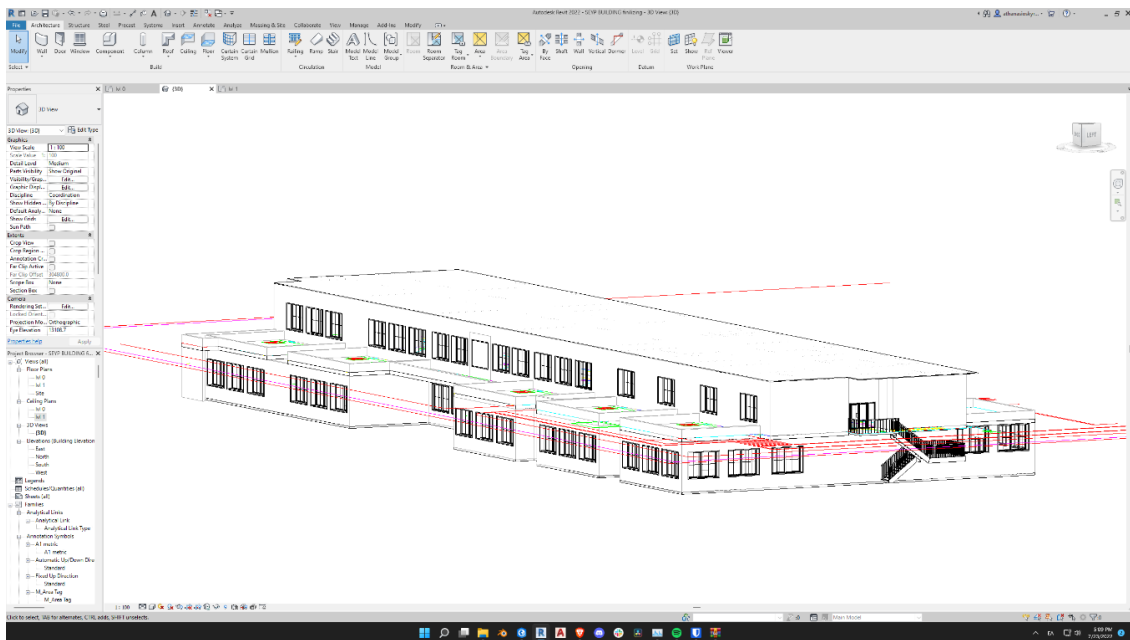 Autodesk Revit 2022 - SEYP BUILDING final.rvt - 3D View: {3D}
File Architecture Structure Steel Precast Systems Insert Annotate Analyze Massing & Site Collaborate View Manage Add-Ins Modify
Modify Wall Door Window Component Column Roof Ceiling Floor Curtain System Curtain Grid Mullion Railing Ramp Stair Model Text Model Line Model Group Room Room Separator Tag Room Area Area Boundary Tag Area By Face Shaft Wall Vertical Dormer Level Grid Set Show Ref Plane Viewer
Select Build Circulation Model Room & Area Opening Datum Work Plane
Properties
lvl 0
{3D}
lvl 1
3D View
3D View: {3D} Edit Type
Graphics
View Scale 1 : 100
Scale Value 100
Detail Level Medium
Parts Visibility Show Original
Visibility/Grap... Edit...
Graphic Displ... Edit...
Discipline Coordination
Show Hidden ... By Discipline
Default Analy... None
Show Grids Edit...
Sun Path
Extents
Crop View
Crop Region ...
Annotation Cr...
Far Clip Active
Far Clip Offset 304800.0
Scope Box None
Section Box
Camera
Rendering Set... Edit...
Locked Orient...
Projection Mo... Orthographic
Eye Elevation
Properties help Apply
Project Browser - SEYP BUILDING fi...
Views (all)
Floor Plans
lvl 0
lvl 1
Site
Ceiling Plans
lvl 0
lvl 1
3D Views
{3D}
Elevations (Building Elevation
East
North
South
West
Legends
Schedules/Quantities (all)
Sheets (all)
Families
Analytical Links
Analytical Link
Analytical Link Type
Annotation Symbols
A1 metric
A1 metric
Automatic Up/Down Dire
Standard
Fixed Up Direction
Standard
M_Area Tag
M_Area Tag
LEFT
1 : 100
Click to select, TAB for alternates, CTRL adds, SHIFT unselects.
Main Model
5:09 PM